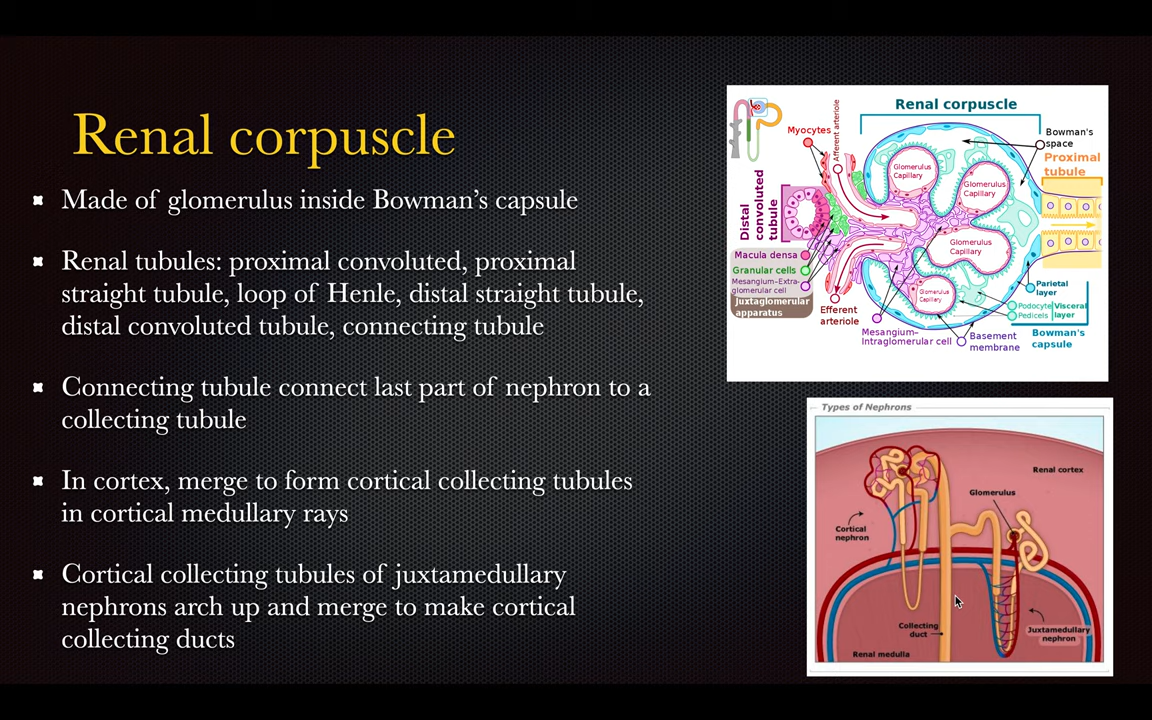 Renal corpuscle
Made of glomerulus inside Bowman's capsule
Renal tubules: proximal convoluted, proximal
straight tubule, loop of Henle, distal straight tubule,
distal convoluted tubule, connecting tubule
Connecting tubule connect last part of nephron to a
collecting tubule
In cortex, merge to form cortical collecting tubules
in cortical medullary rays
Cortical collecting tubules of juxtamedullary
nephrons arch up and merge to make cortical
collecting ducts
Renal corpuscle
Myocytes
Afferent arteriole
Bowman's
space
Proximal
tubule
Distal
convoluted
tubule
Glomerulus
Capillary
Glomerulus
Capillary
Glomerulus
Capillary
Glomerulus
Capillary
Macula densa
Granular cells
Mesangium–Extra-
glomerular cell
Juxtaglomerular
apparatus
Efferent
arteriole
Mesangium–
Intraglomerular cell
Basement
membrane
Parietal
layer
Podocyte
Pedicels
Visceral
layer
Bowman's
capsule
Types of Nephrons
Renal cortex
Glomerulus
Cortical
nephron
Collecting
duct
Juxtamedullary
nephron
Renal medulla